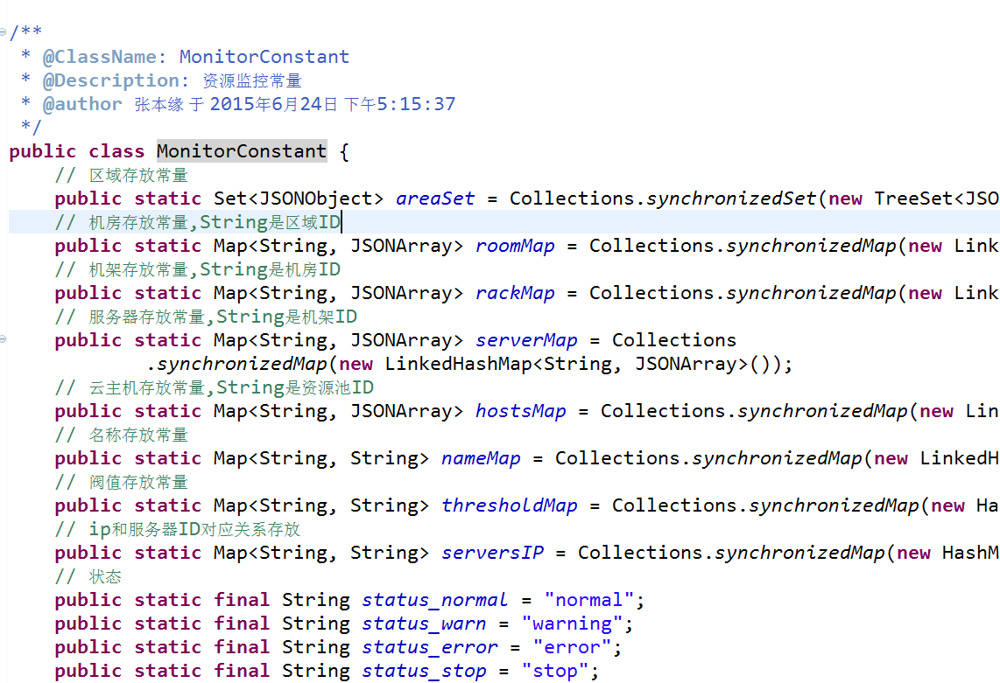 /**
 * @ClassName: MonitorConstant
 * @Description: 资源监控常量
 * @author 张本缘 于 2015年6月24日 下午5:15:37
 */
public class MonitorConstant {
    // 区域存放常量
    public static Set<JSONObject> areaSet = Collections.synchronizedSet(new TreeSet<JSO
    // 机房存放常量,String是区域ID
    public static Map<String, JSONArray> roomMap = Collections.synchronizedMap(new Link
    // 机架存放常量,String是机房ID
    public static Map<String, JSONArray> rackMap = Collections.synchronizedMap(new Link
    // 服务器存放常量,String是机架ID
    public static Map<String, JSONArray> serverMap = Collections
            .synchronizedMap(new LinkedHashMap<String, JSONArray>());
    // 云主机存放常量,String是资源池ID
    public static Map<String, JSONArray> hostsMap = Collections.synchronizedMap(new Lin
    // 名称存放常量
    public static Map<String, String> nameMap = Collections.synchronizedMap(new LinkedH
    // 阀值存放常量
    public static Map<String, String> thresholdMap = Collections.synchronizedMap(new Ha
    // ip和服务器ID对应关系存放
    public static Map<String, String> serversIP = Collections.synchronizedMap(new HashM
    // 状态
    public static final String status_normal = "normal";
    public static final String status_warn = "warning";
    public static final String status_error = "error";
    public static final String status_stop = "stop";